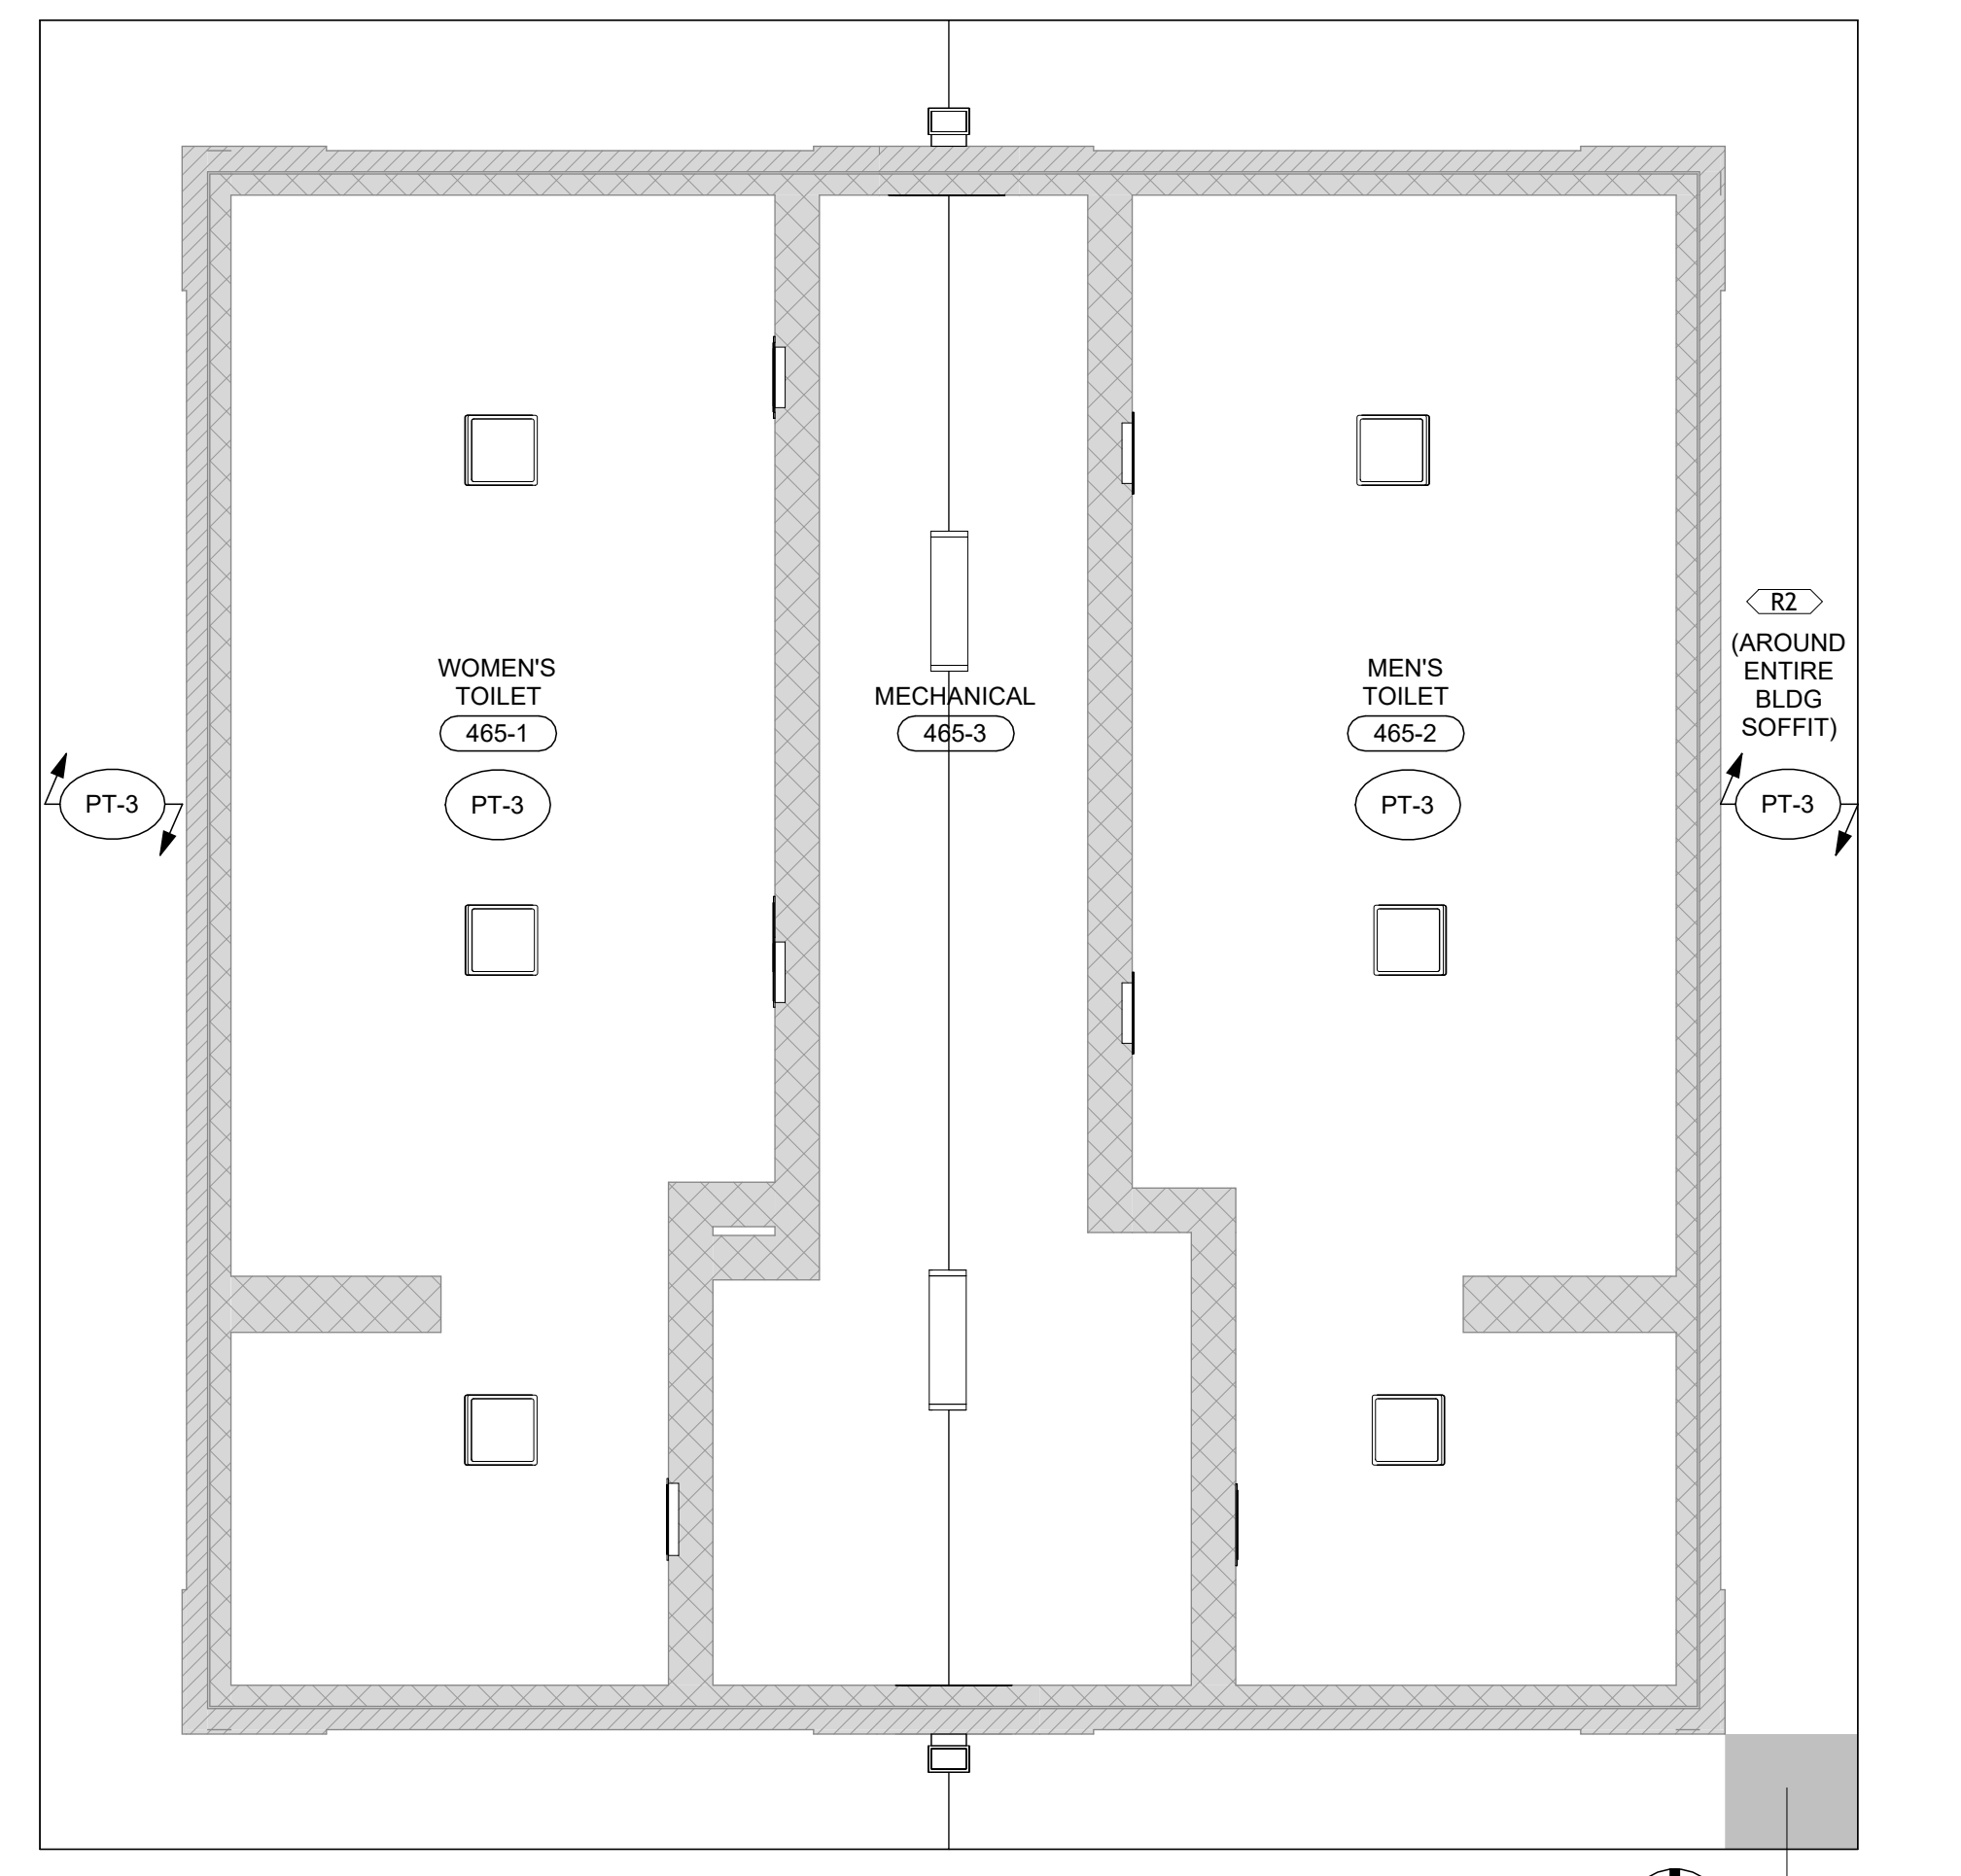 R2
(AROUND
ENTIRE
BLDG
SOFFIT)
WOMEN'S
TOILET
465-1
MECHANICAL
465-3
MEN'S
TOILET
465-2
PT-3
PT-3
PT-3
PT-3